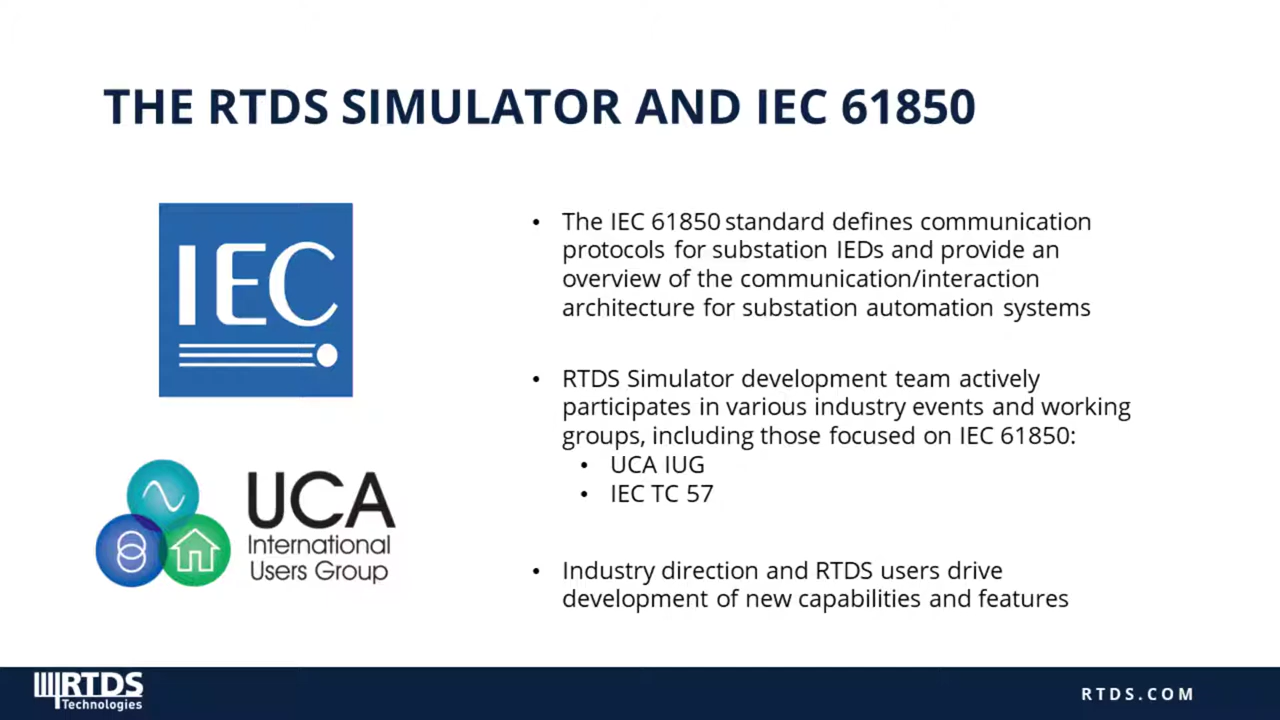 THE RTDS SIMULATOR AND IEC 61850
IEC
UCA
International
Users Group
• The IEC 61850 standard defines communication
protocols for substation IEDs and provide an
overview of the communication/interaction
architecture for substation automation systems
• RTDS Simulator development team actively
participates in various industry events and working
groups, including those focused on IEC 61850:
• UCA IUG
• IEC TC 57
• Industry direction and RTDS users drive
development of new capabilities and features
RTDS
Technologies
RTDS.COM